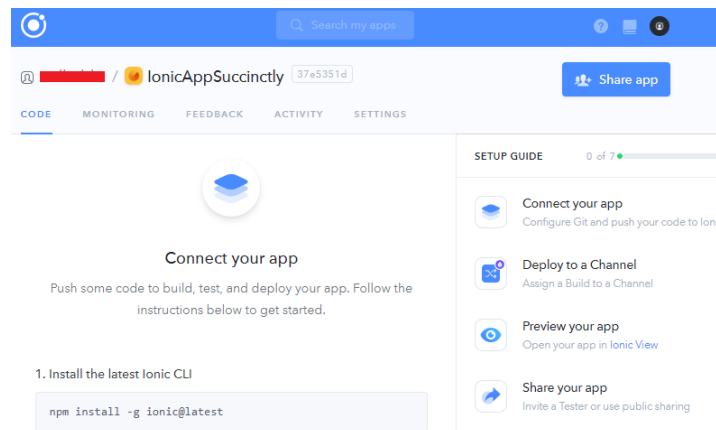 Search my apps
/ IonicAppSuccinctly 37e5351d
Share app
CODE MONITORING FEEDBACK ACTIVITY SETTINGS
Connect your app
Push some code to build, test, and deploy your app. Follow the
instructions below to get started.
1. Install the latest Ionic CLI
npm install -g ionic@latest
SETUP GUIDE 0 of 7
Connect your app
Configure Git and push your code to Ion
Deploy to a Channel
Assign a Build to a Channel
Preview your app
Open your app in Ionic View
Share your app
Invite a Tester or use public sharing